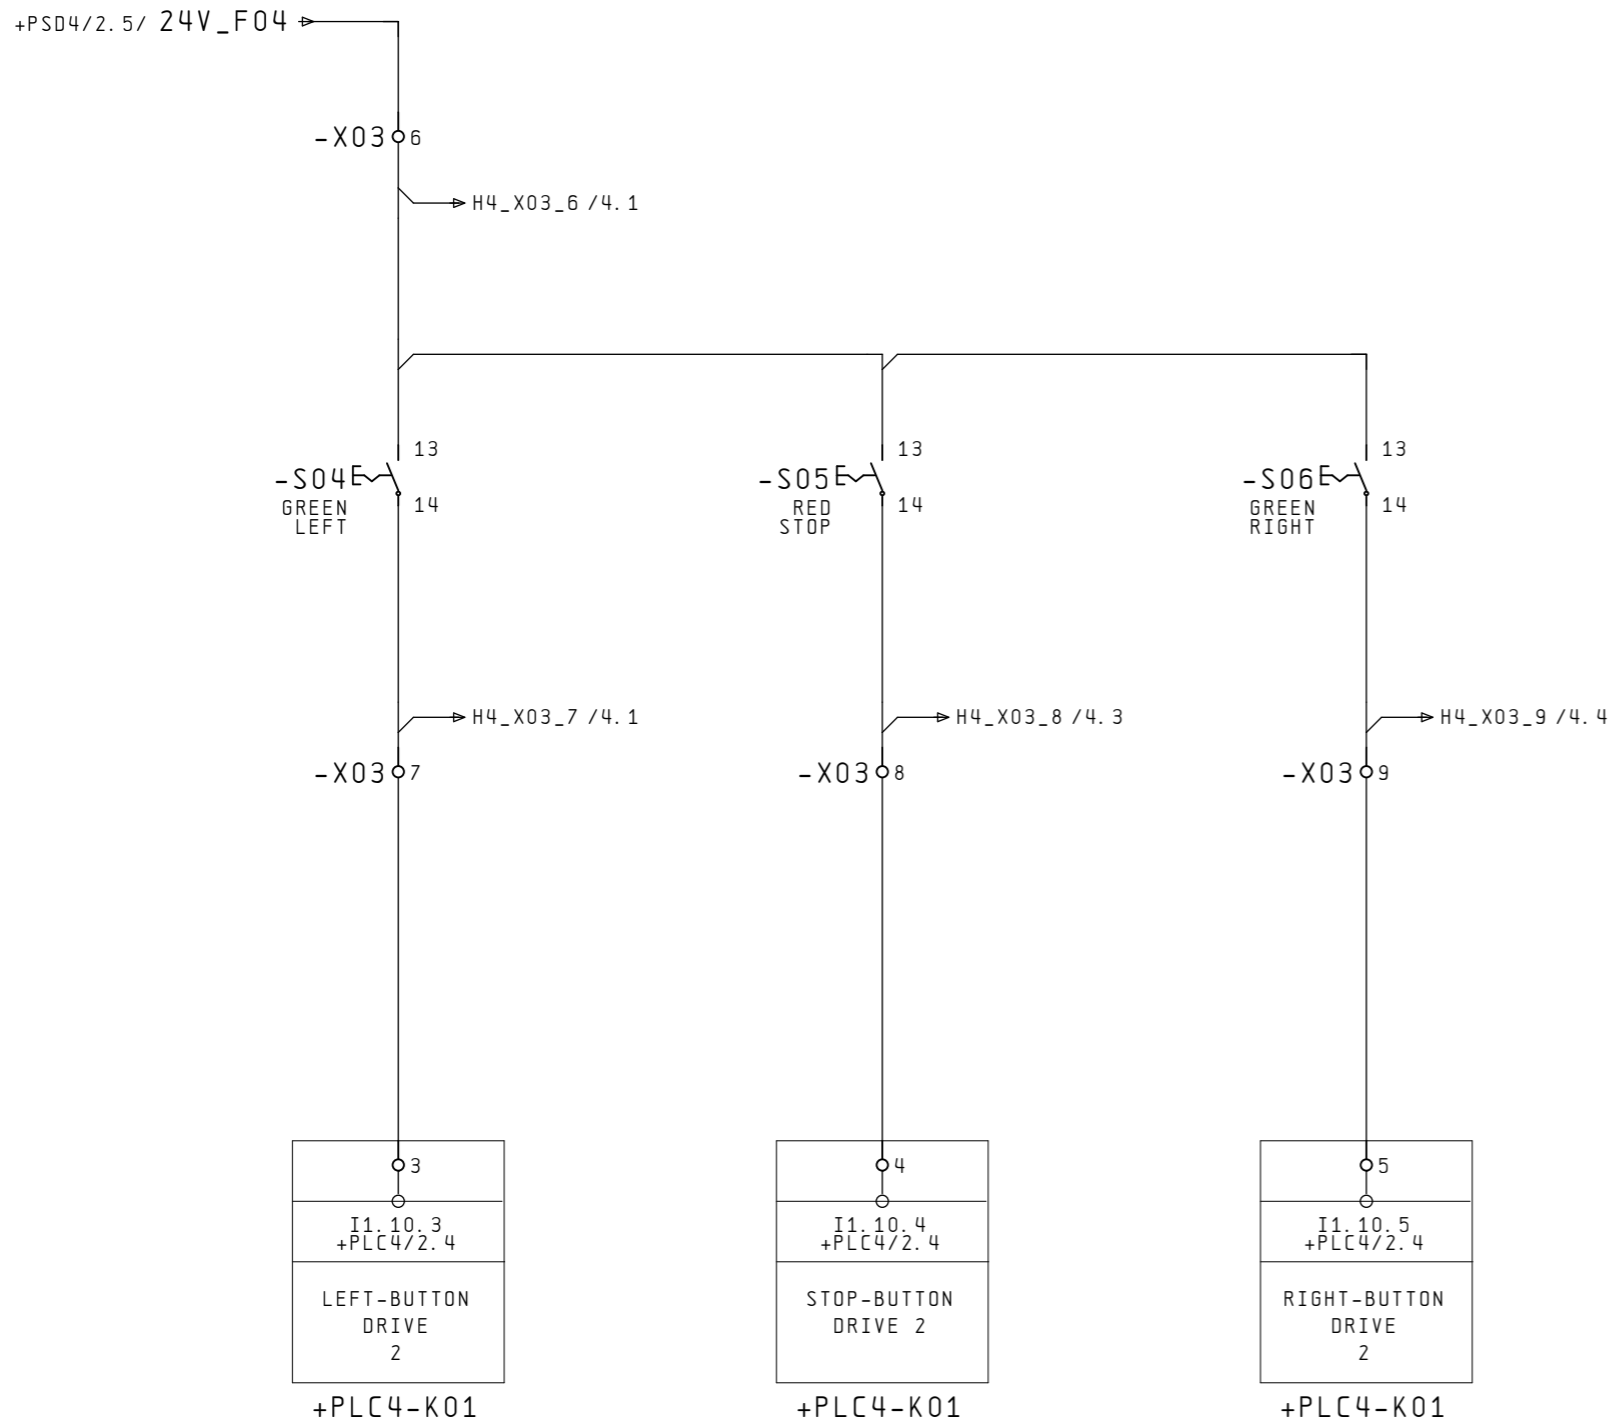 +PSD4/2.5/ 24V_F04
-X03 6
H4_X03_6 /4.1
13 13 13
-S04 -S05 -S06
GREEN RED GREEN
LEFT STOP RIGHT
14 14 14
H4_X03_7 /4.1 H4_X03_8 /4.3 H4_X03_9 /4.4
-X03 7 -X03 8 -X03 9
3 4 5
I1.10.3 I1.10.4 I1.10.5
+PLC4/2.4 +PLC4/2.4 +PLC4/2.4
LEFT-BUTTON STOP-BUTTON RIGHT-BUTTON
DRIVE DRIVE 2 DRIVE
2 2
+PLC4-K01 +PLC4-K01 +PLC4-K01